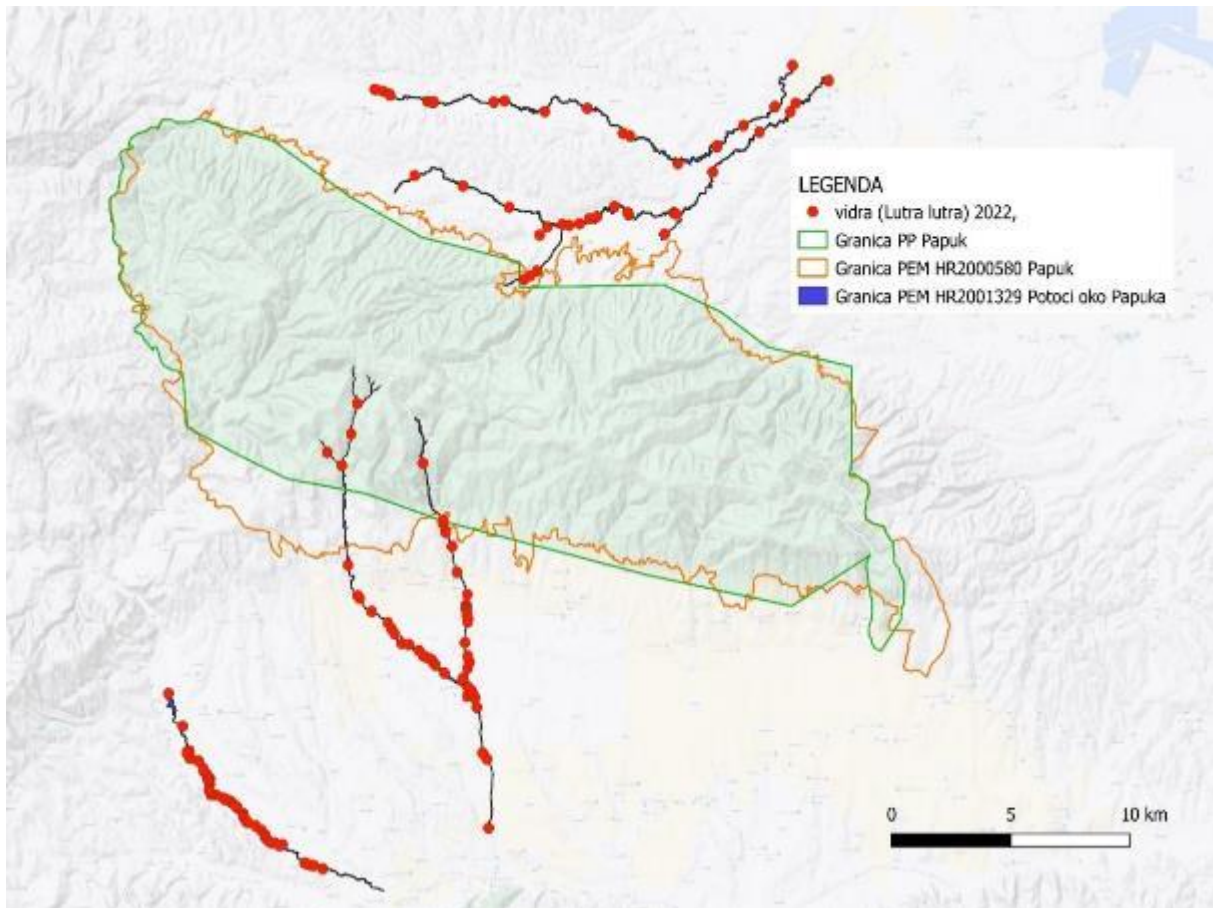 LEGENDA
vidra (Lutra lutra) 2022,
Granica PP Papuk
Granica PEM HR2000580 Papuk
Granica PEM HR2001329 Potoci oko Papuka
0 5 10 km